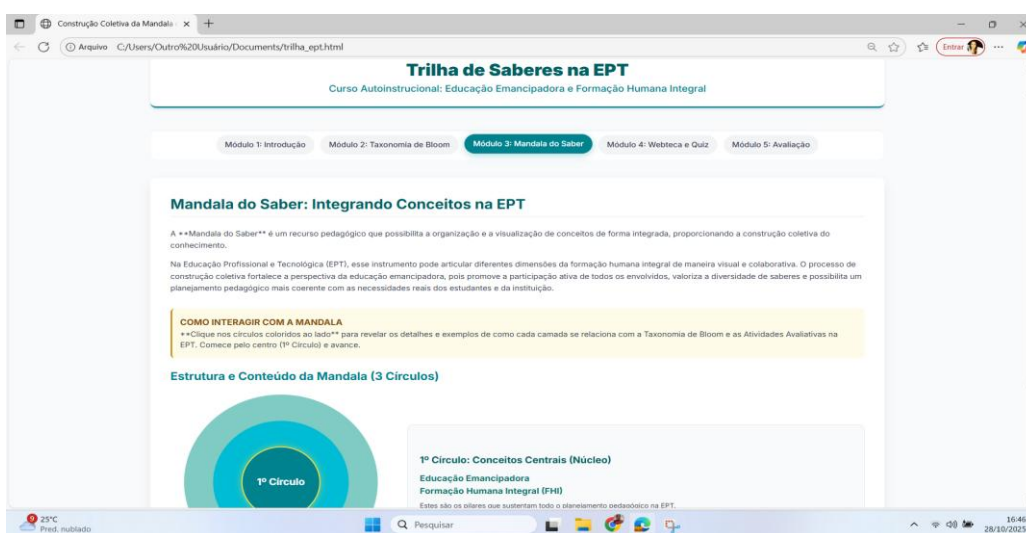 Construção Coletiva da Mandala
Arquivo C:/Users/Outro%20Usuário/Documents/trilha_ept.html
Entrar
Trilha de Saberes na EPT
Curso Autoinstrucional: Educação Emancipadora e Formação Humana Integral
Módulo 1: Introdução Módulo 2: Taxonomia de Bloom Módulo 3: Mandala do Saber Módulo 4: Webteca e Quiz Módulo 5: Avaliação
Mandala do Saber: Integrando Conceitos na EPT
A **Mandala do Saber** é um recurso pedagógico que possibilita a organização e a visualização de conceitos de forma integrada, proporcionando a construção coletiva do
conhecimento.
Na Educação Profissional e Tecnológica (EPT), esse instrumento pode articular diferentes dimensões da formação humana integral de maneira visual e colaborativa. O processo de
construção coletiva fortalece a perspectiva da educação emancipadora, pois promove a participação ativa de todos os envolvidos, valoriza a diversidade de saberes e possibilita um
planejamento pedagógico mais coerente com as necessidades reais dos estudantes e da instituição.
COMO INTERAGIR COM A MANDALA
**Clique nos círculos coloridos ao lado** para revelar os detalhes e exemplos de como cada camada se relaciona com a Taxonomia de Bloom e as Atividades Avaliativas na
EPT. Comece pelo centro (1º Círculo) e avance.
Estrutura e Conteúdo da Mandala (3 Círculos)
1º Círculo
1º Círculo: Conceitos Centrais (Núcleo)
Educação Emancipadora
Formação Humana Integral (FHI)
Estes são os pilares que sustentam todo o planejamento pedagógico na EPT.
9
25°C
Pred. nublado
Pesquisar
16:46
28/10/2025